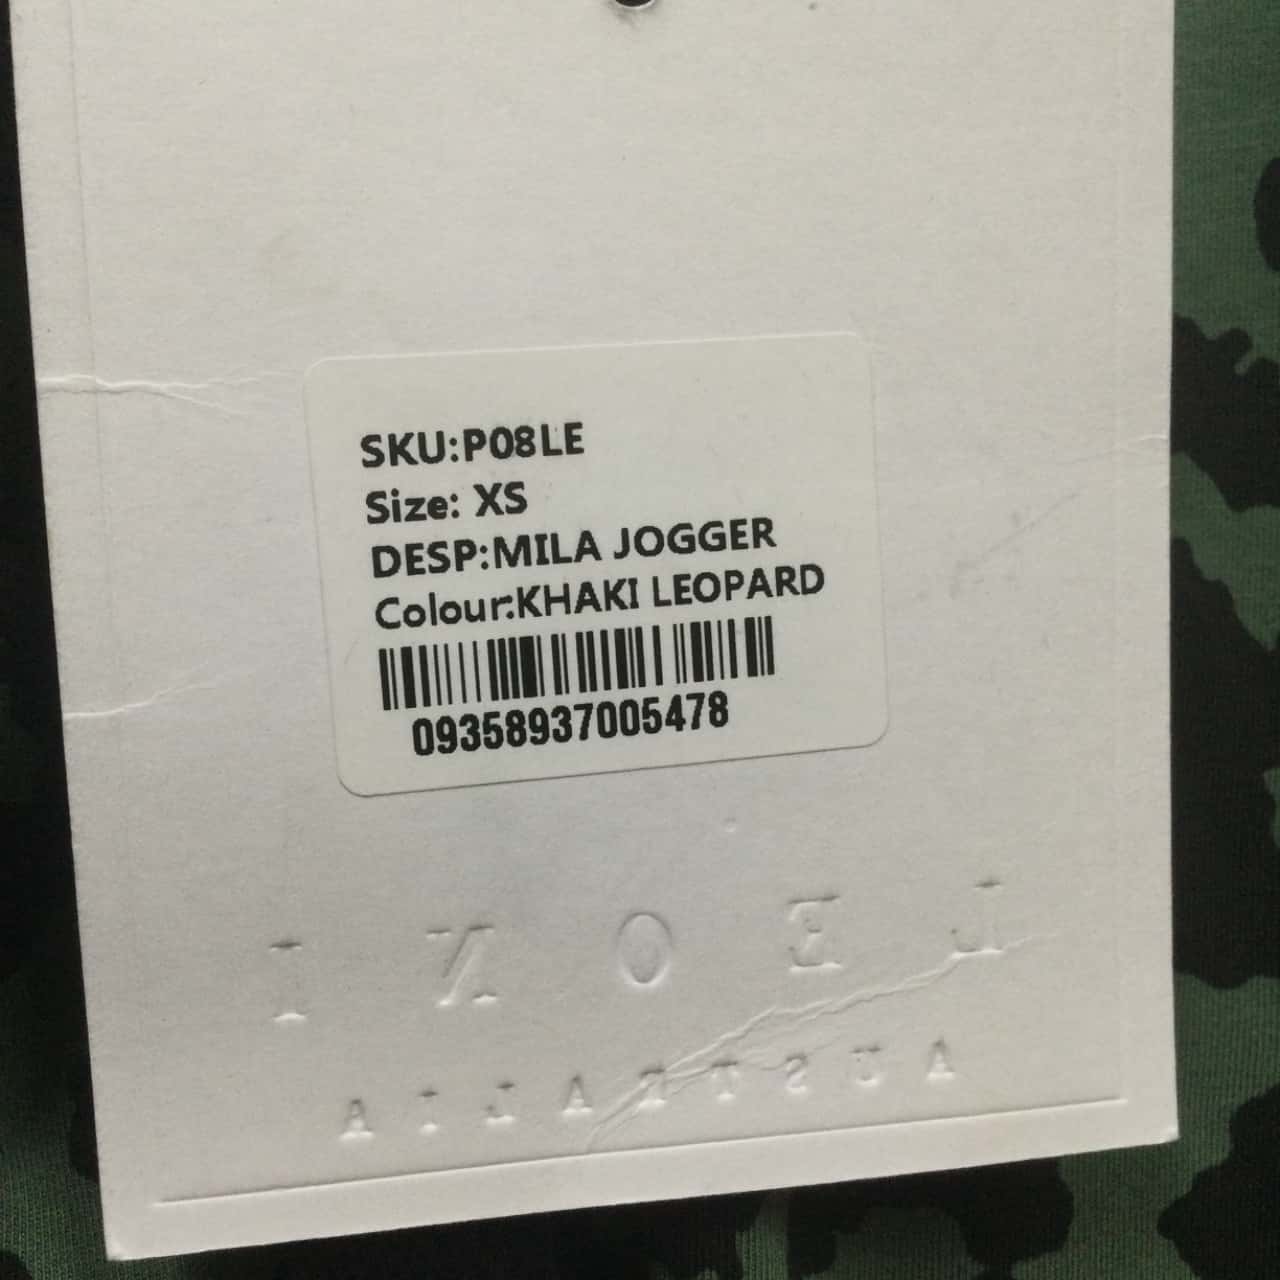 SKU:P08LE
Size: XS
DESP:MILA JOGGER
Colour:KHAKI LEOPARD
09358937005478
LEONI
AUSTRALIA